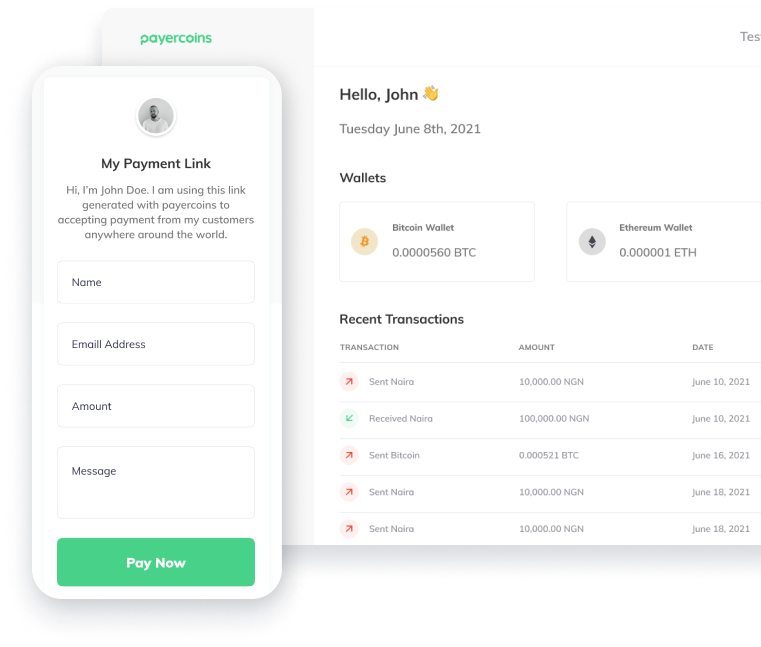 payercoins
Hello, John 👋
Tuesday June 8th, 2021
Wallets
Bitcoin Wallet
0.0000560 BTC
Ethereum Wallet
0.000001 ETH
Recent Transactions
TRANSACTION AMOUNT DATE
Sent Naira 10,000.00 NGN June 10, 2021
Received Naira 100,000.00 NGN June 10, 2021
Sent Bitcoin 0.000521 BTC June 16, 2021
Sent Naira 10,000.00 NGN June 18, 2021
Sent Naira 10,000.00 NGN June 18, 2021
My Payment Link
Hi, I'm John Doe. I am using this link
generated with payercoins to
accepting payment from my customers
anywhere around the world.
Name
Emaill Address
Amount
Message
Pay Now